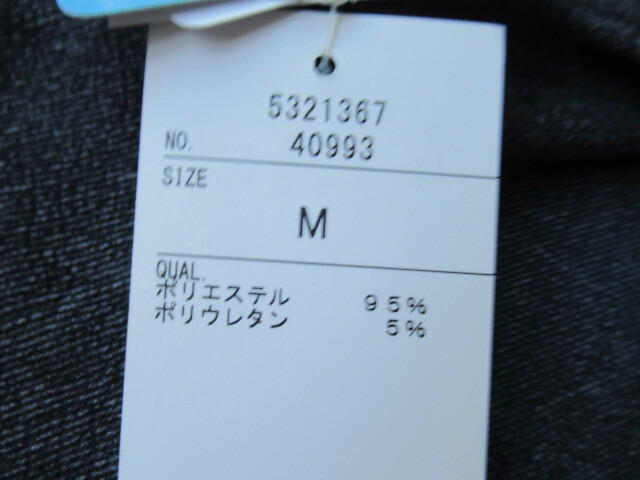 5321367
NO. 40993
SIZE
M
QUAL.
ポリエステル 95%
ポリウレタン 5%